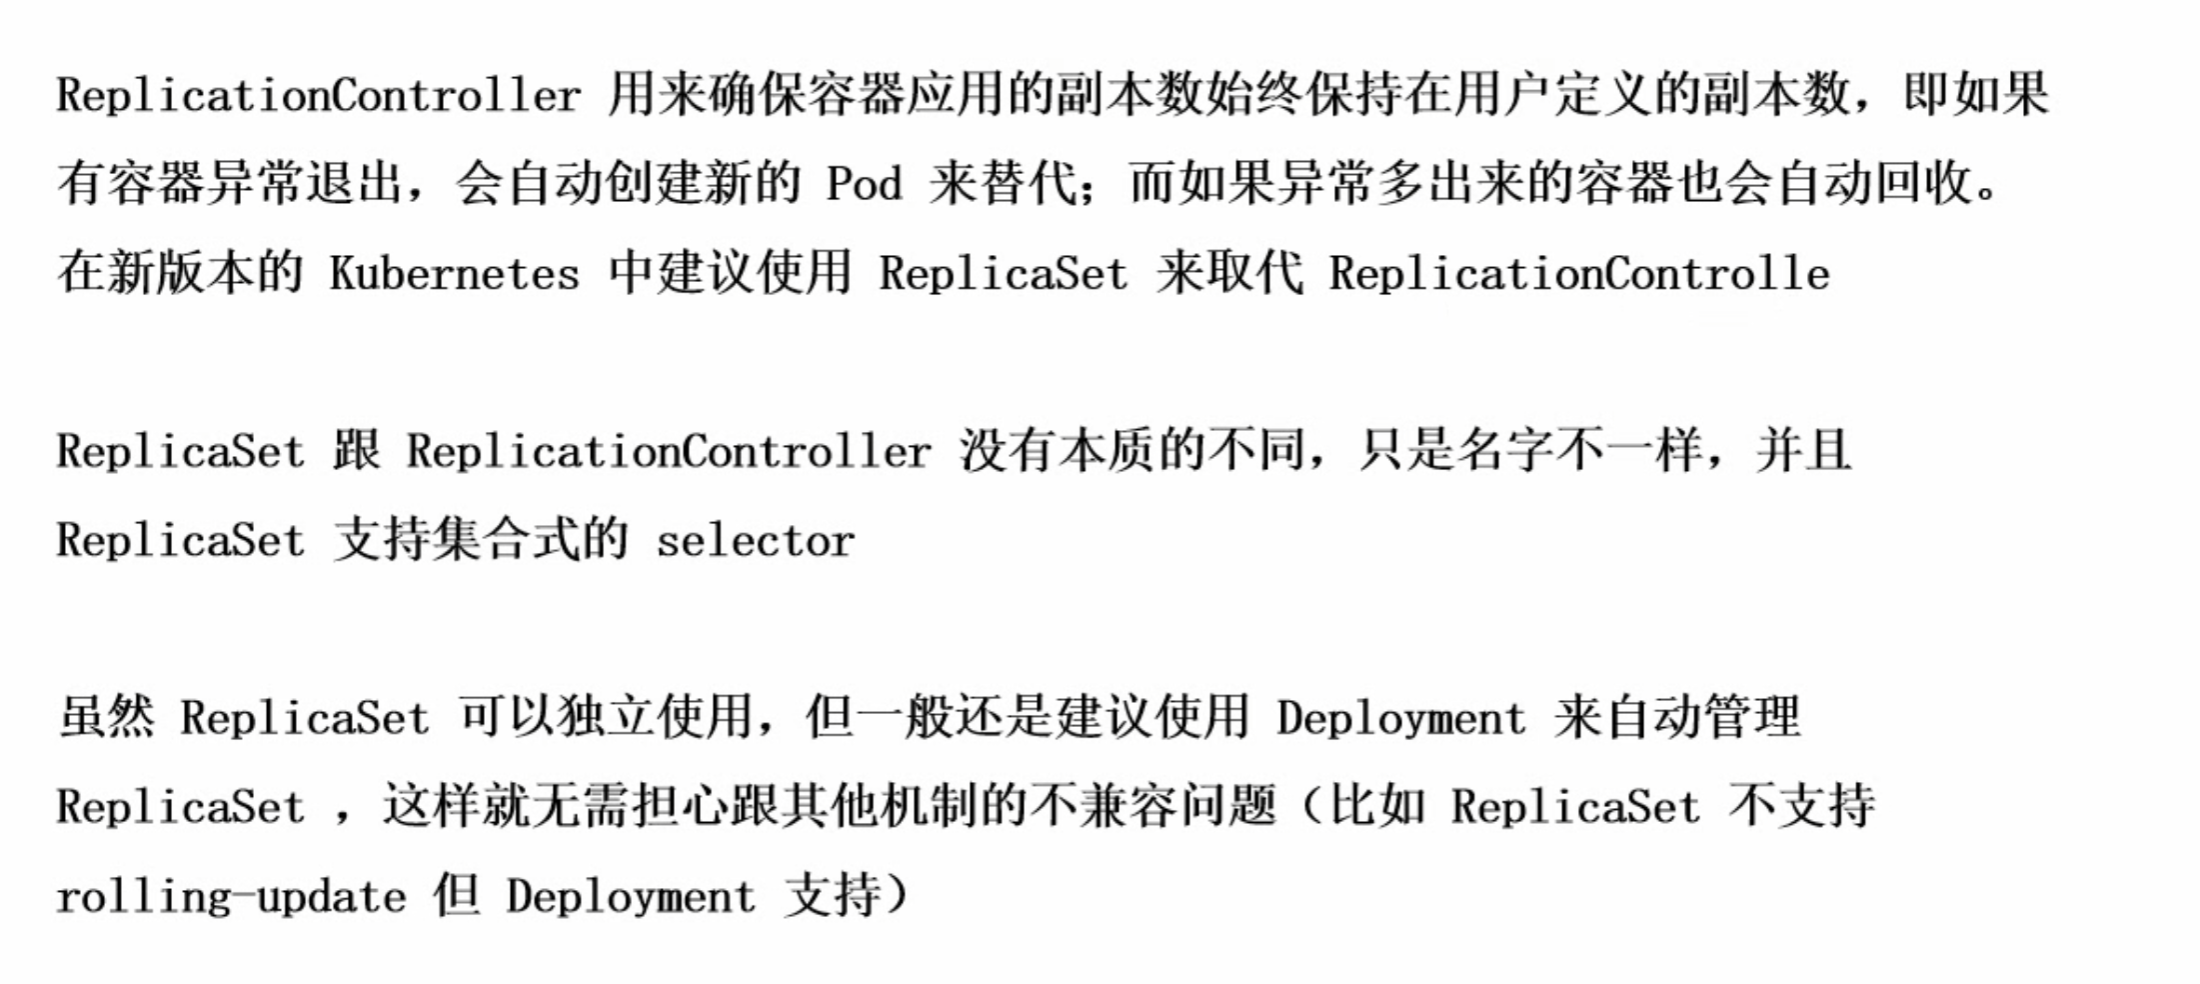 ReplicationController 用来确保容器应用的副本数始终保持在用户定义的副本数，即如果
有容器异常退出，会自动创建新的 Pod 来替代；而如果异常多出来的容器也会自动回收。
在新版本的 Kubernetes 中建议使用 ReplicaSet 来取代 ReplicationControlle
ReplicaSet 跟 ReplicationController 没有本质的不同，只是名字不一样，并且
ReplicaSet 支持集合式的 selector
虽然 ReplicaSet 可以独立使用，但一般还是建议使用 Deployment 来自动管理
ReplicaSet ，这样就无需担心跟其他机制的不兼容问题（比如 ReplicaSet 不支持
rolling-update 但 Deployment 支持）